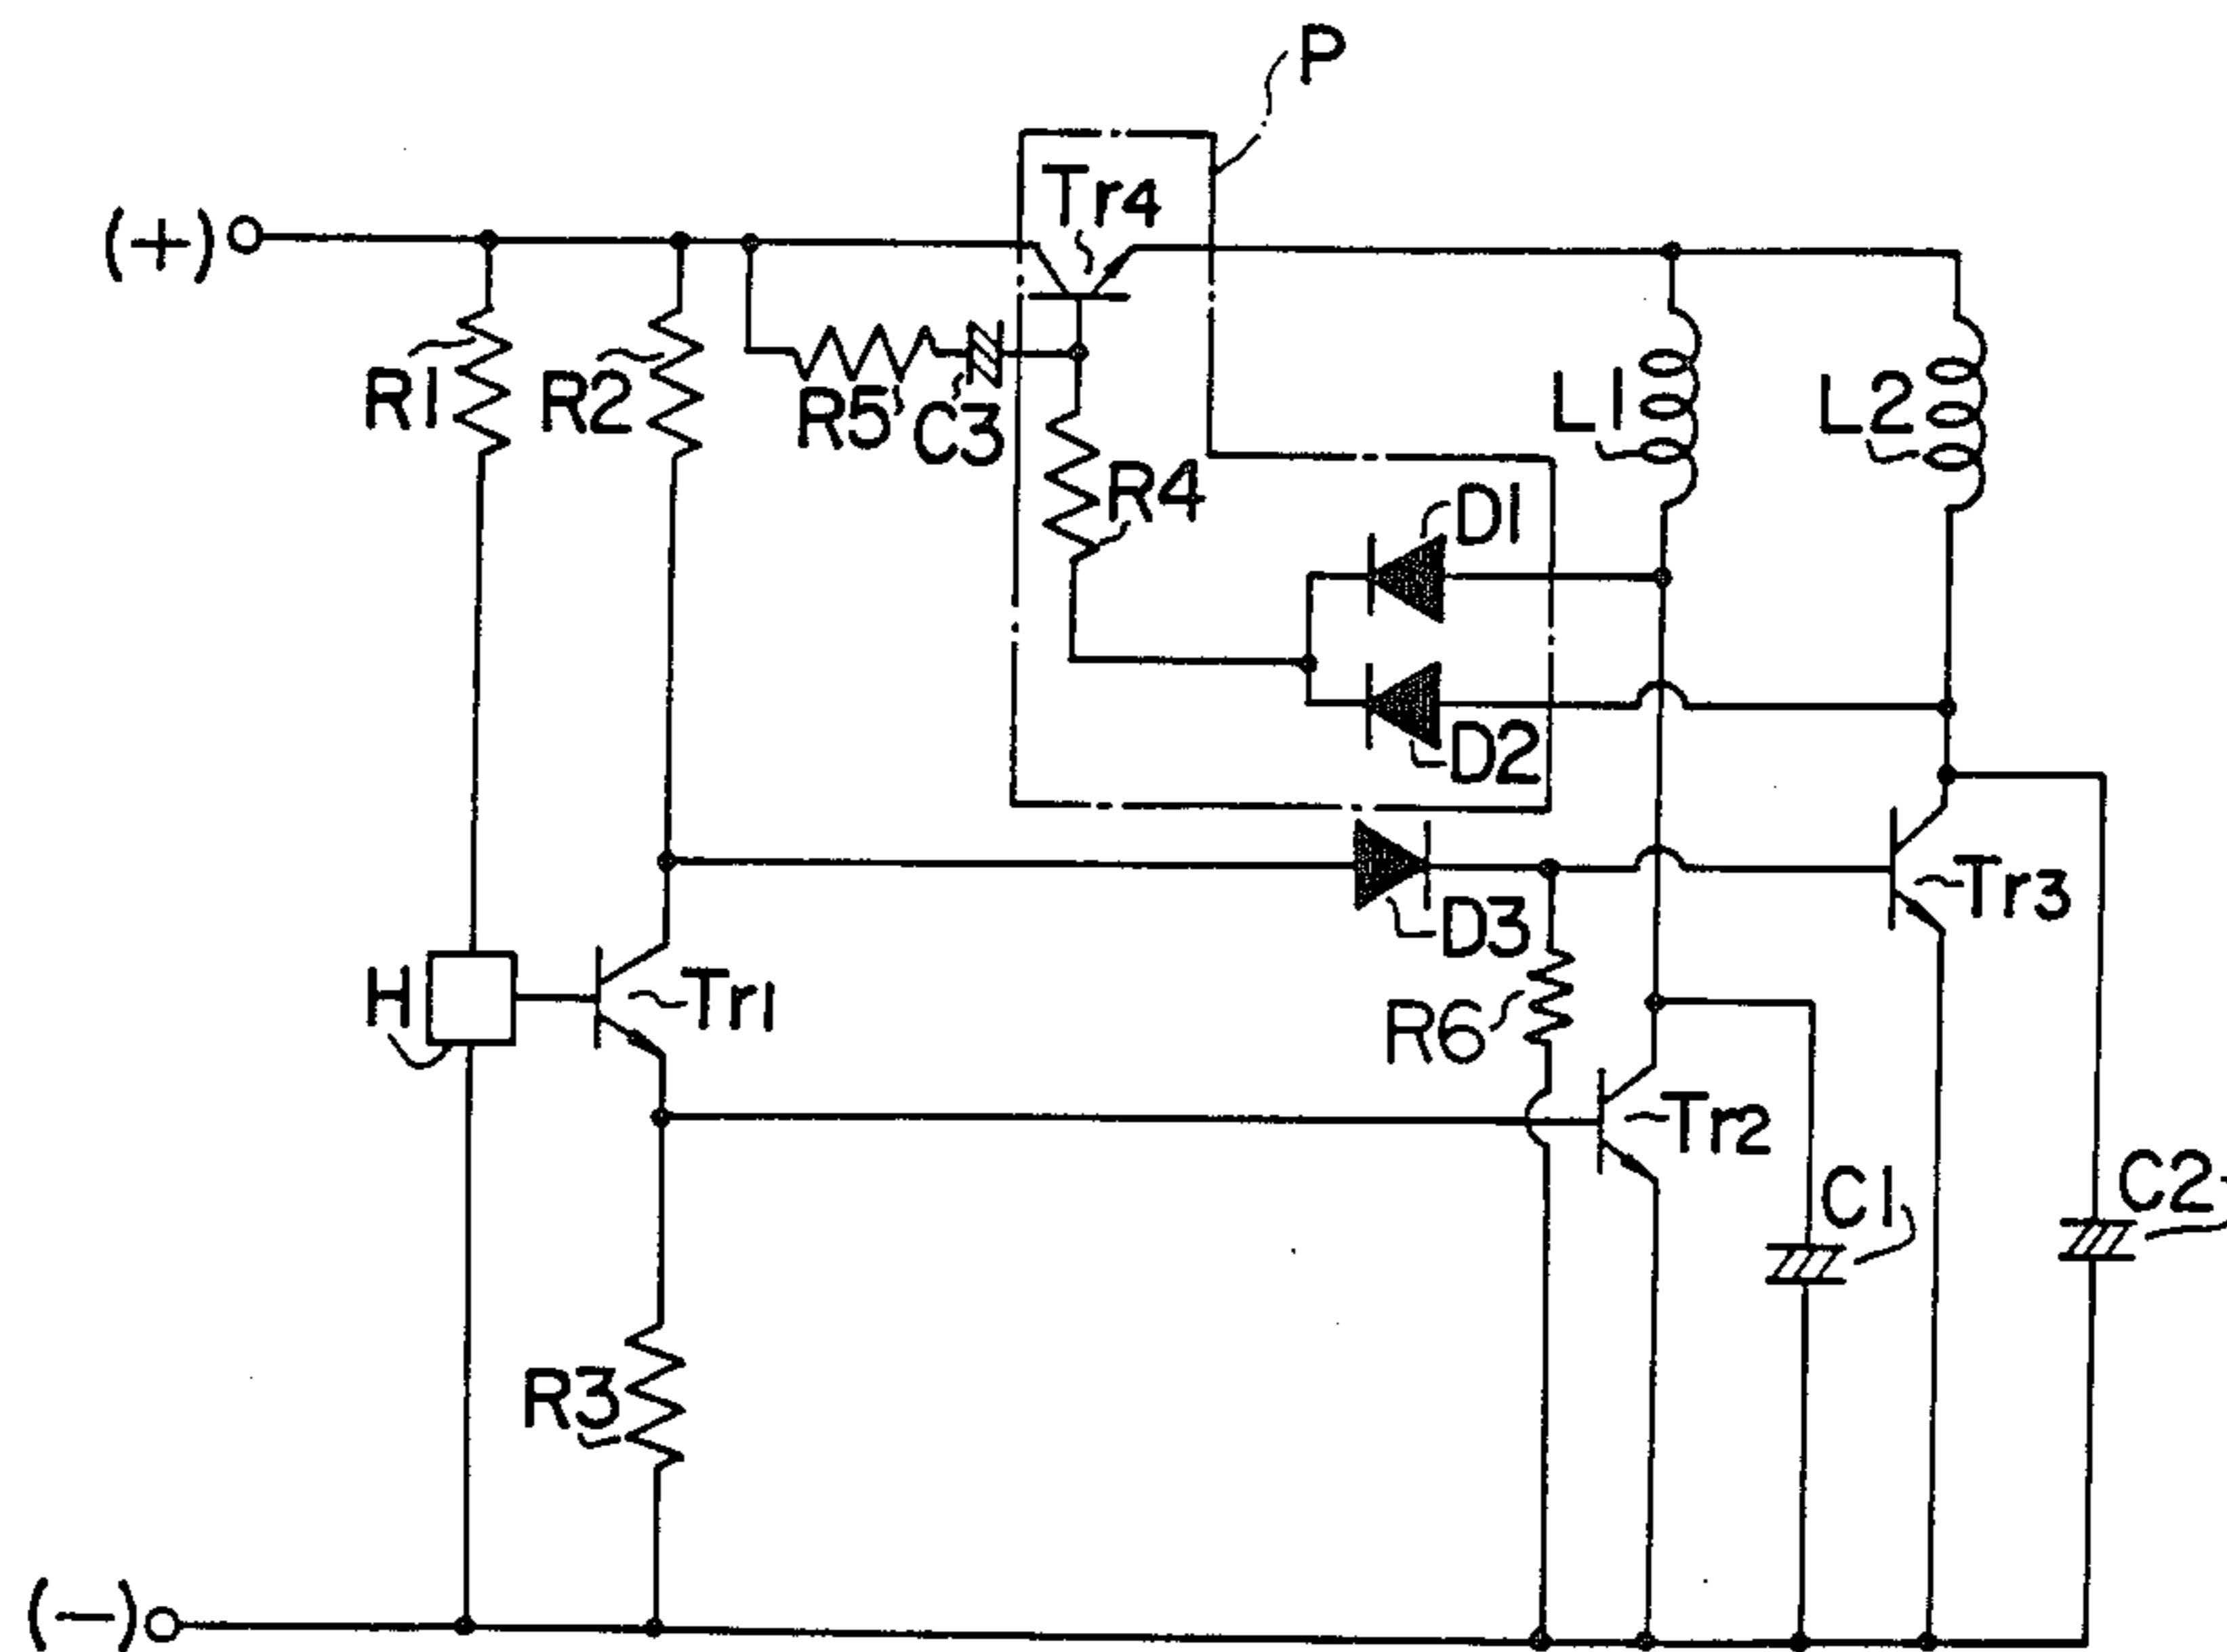 P
Tr4
(+)
R1
R2
R5
C3
L1
L2
R4
D1
D2
Tr3
D3
H
Tr1
R6
Tr2
C1
C2
R3
(−)